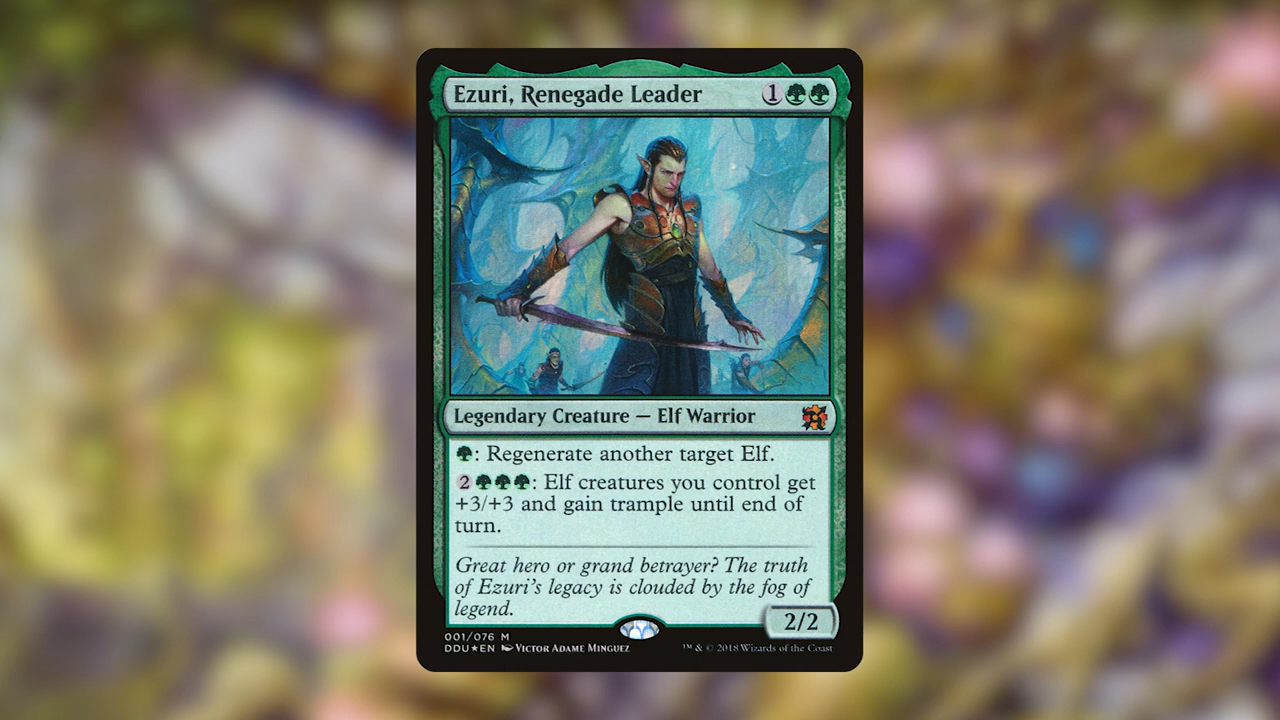 Ezuri, Renegade Leader 1
Legendary Creature — Elf Warrior
: Regenerate another target Elf.
2: Elf creatures you control get
+3/+3 and gain trample until end of
turn.
Great hero or grand betrayer? The truth
of Ezuri's legacy is clouded by the fog of
legend.
2/2
001/076 M
DDU★EN Victor Adame Minguez
™ & © 2018 Wizards of the Coast